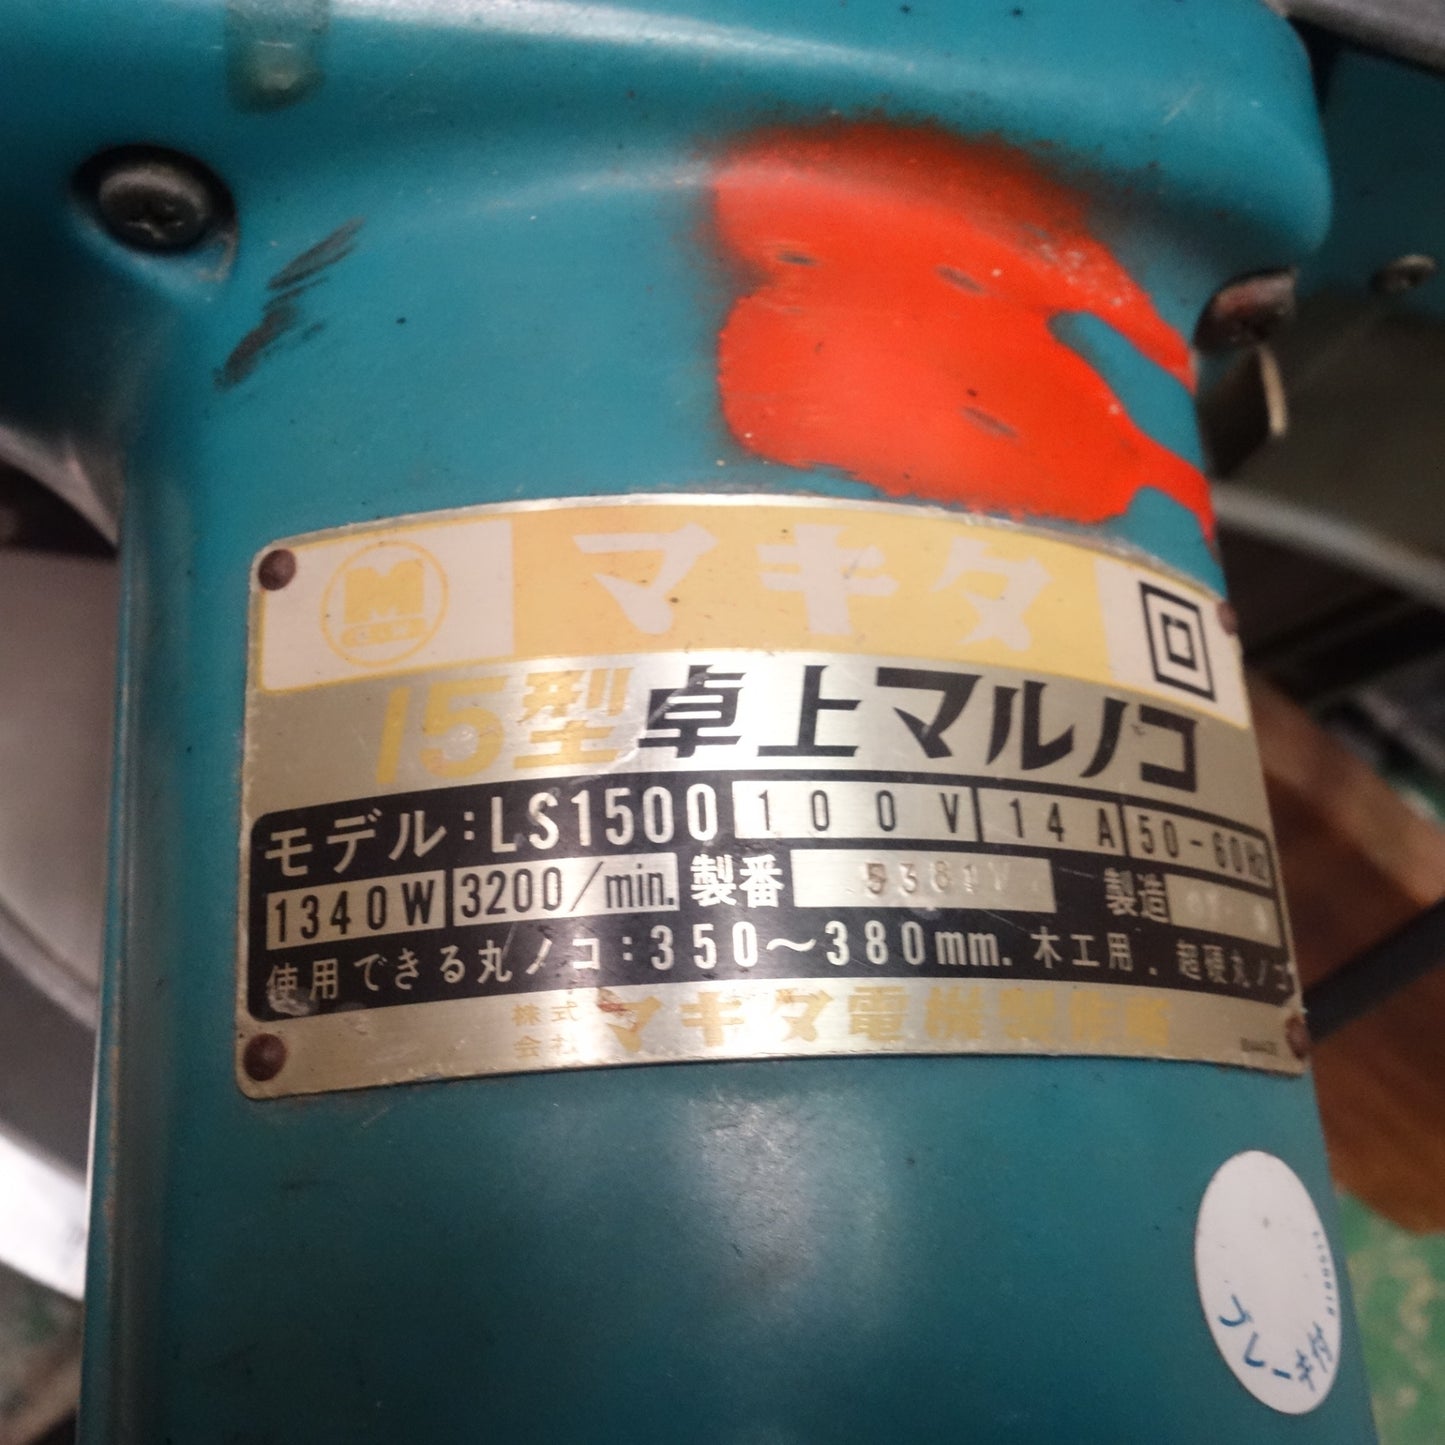 M
マキタ
15型卓上マルノコ
モデル:LS1500 100V 14A 50-60Hz
1340W 3200/min. 製番 5381 製造
使用できる丸ノコ:350〜380mm. 木工用. 超硬丸ノコ
株式会社 マキタ電機製作所
ブレーキ付